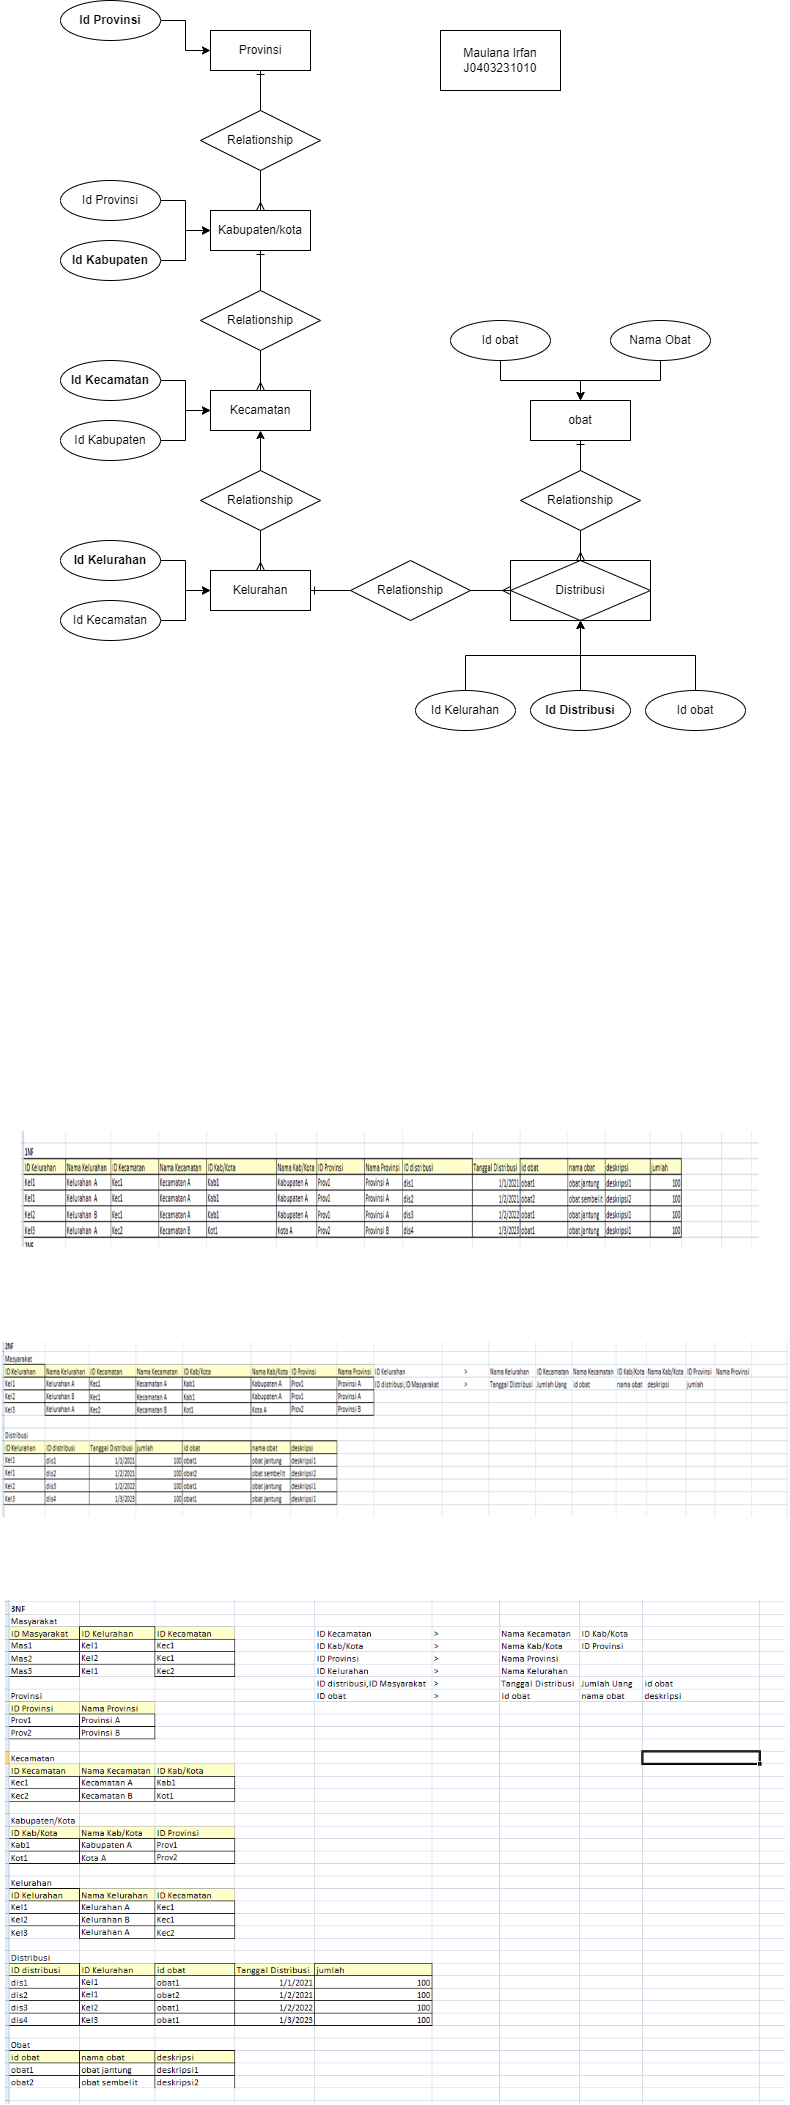 Id Provinsi
Provinsi
Maulana Irfan
J0403231010
Relationship
Id Provinsi
Kabupaten/kota
Id Kabupaten
Relationship
Id obat
Nama Obat
Id Kecamatan
Kecamatan
obat
Id Kabupaten
Relationship
Relationship
Id Kelurahan
Kelurahan
Relationship
Distribusi
Id Kecamatan
Id Kelurahan
Id Distribusi
Id obat
1NF
ID Kelurahan Nama Kelurahan ID Kecamatan Nama Kecamatan ID Kab/Kota Nama Kab/Kota ID Provinsi Nama Provinsi ID distribusi Tanggal Distribusi id obat nama obat deskripsi jumlah
Kel1 Kelurahan A Kec1 Kecamatan A Kab1 Kabupaten A Prov1 Provinsi A dis1 1/1/2021 obat1 obat jantung deskripsi1 100
Kel1 Kelurahan A Kec1 Kecamatan A Kab1 Kabupaten A Prov1 Provinsi A dis2 1/2/2021 obat2 obat sembelit deskripsi2 100
Kel2 Kelurahan B Kec1 Kecamatan A Kab1 Kabupaten A Prov1 Provinsi A dis3 1/2/2022 obat1 obat jantung deskripsi1 100
Kel3 Kelurahan A Kec2 Kecamatan B Kot1 Kota A Prov2 Provinsi B dis4 1/3/2023 obat1 obat jantung deskripsi1 100
2NF
Masyarakat
ID Kelurahan Nama Kelurahan ID Kecamatan Nama Kecamatan ID Kab/Kota Nama Kab/Kota ID Provinsi Nama Provinsi ID Kelurahan > Nama Kelurahan ID Kecamatan Nama Kecamatan ID Kab/Kota Nama Kab/Kota ID Provinsi Nama Provinsi
Kel1 Kelurahan A Kec1 Kecamatan A Kab1 Kabupaten A Prov1 Provinsi A ID distribusi,ID Masyarakat > Tanggal Distribusi Jumlah Uang id obat nama obat deskripsi jumlah
Kel2 Kelurahan B Kec1 Kecamatan A Kab1 Kabupaten A Prov1 Provinsi A
Kel3 Kelurahan A Kec2 Kecamatan B Kot1 Kota A Prov2 Provinsi B
Distribusi
ID Kelurahan ID distribusi Tanggal Distribusi jumlah id obat nama obat deskripsi
Kel1 dis1 1/1/2021 100 obat1 obat jantung deskripsi1
Kel1 dis2 1/2/2021 100 obat2 obat sembelit deskripsi2
Kel2 dis3 1/2/2022 100 obat1 obat jantung deskripsi1
Kel3 dis4 1/3/2023 100 obat1 obat jantung deskripsi1
3NF
Masyarakat
ID Masyarakat ID Kelurahan ID Kecamatan ID Kecamatan > Nama Kecamatan ID Kab/Kota
Mas1 Kel1 Kec1 ID Kab/Kota > Nama Kab/Kota ID Provinsi
Mas2 Kel2 Kec1 ID Provinsi > Nama Provinsi
Mas3 Kel1 Kec2 ID Kelurahan > Nama Kelurahan
ID distribusi,ID Masyarakat > Tanggal Distribusi Jumlah Uang id obat
Provinsi ID obat > id obat nama obat deskripsi
ID Provinsi Nama Provinsi
Prov1 Provinsi A
Prov2 Provinsi B
Kecamatan
ID Kecamatan Nama Kecamatan ID Kab/Kota
Kec1 Kecamatan A Kab1
Kec2 Kecamatan B Kot1
Kabupaten/Kota
ID Kab/Kota Nama Kab/Kota ID Provinsi
Kab1 Kabupaten A Prov1
Kot1 Kota A Prov2
Kelurahan
ID Kelurahan Nama Kelurahan ID Kecamatan
Kel1 Kelurahan A Kec1
Kel2 Kelurahan B Kec1
Kel3 Kelurahan A Kec2
Distribusi
ID distribusi ID Kelurahan id obat Tanggal Distribusi jumlah
dis1 Kel1 obat1 1/1/2021 100
dis2 Kel1 obat2 1/2/2021 100
dis3 Kel2 obat1 1/2/2022 100
dis4 Kel3 obat1 1/3/2023 100
Obat
id obat nama obat deskripsi
obat1 obat jantung deskripsi1
obat2 obat sembelit deskripsi2